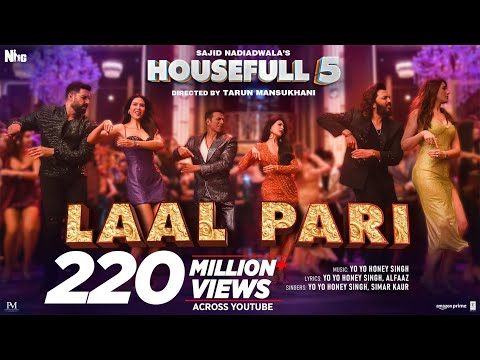 NGE
SAJID NADIADWALA'S
HOUSEFULL 5
DIRECTED BY TARUN MANSUKHANI
LAAL PARI
220 MILLION+
VIEWS
ACROSS YOUTUBE
MUSIC: YO YO HONEY SINGH
LYRICS: YO YO HONEY SINGH, ALFAAZ
SINGERS: YO YO HONEY SINGH, SIMAR KAUR
amazon prime
T